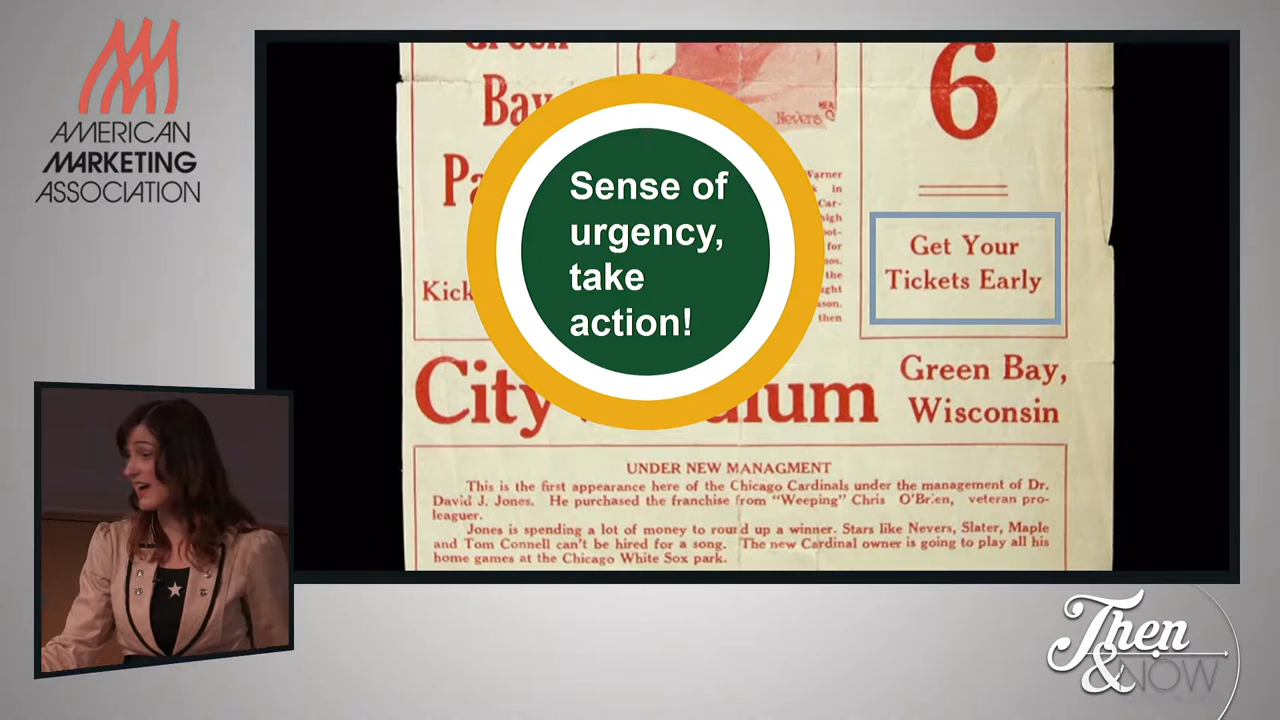 AMERICAN
MARKETING
ASSOCIATION
Green
Bay
Kick
Nevers
Warner
in
Car-
high
for
the
then
6
Get Your
Tickets Early
Sense of
urgency,
take
action!
City
Green Bay,
Wisconsin
UNDER NEW MANAGMENT
This is the first appearance here of the Chicago Cardinals under the management of Dr.
David J. Jones. He purchased the franchise from "Weeping" Chris O'Brien, veteran pro-
leaguer.
Jones is spending a lot of money to round up a winner. Stars like Nevers, Slater, Maple
and Tom Connell can't be hired for a song. The new Cardinal owner is going to play all his
home games at the Chicago White Sox park.
Then
& NOW